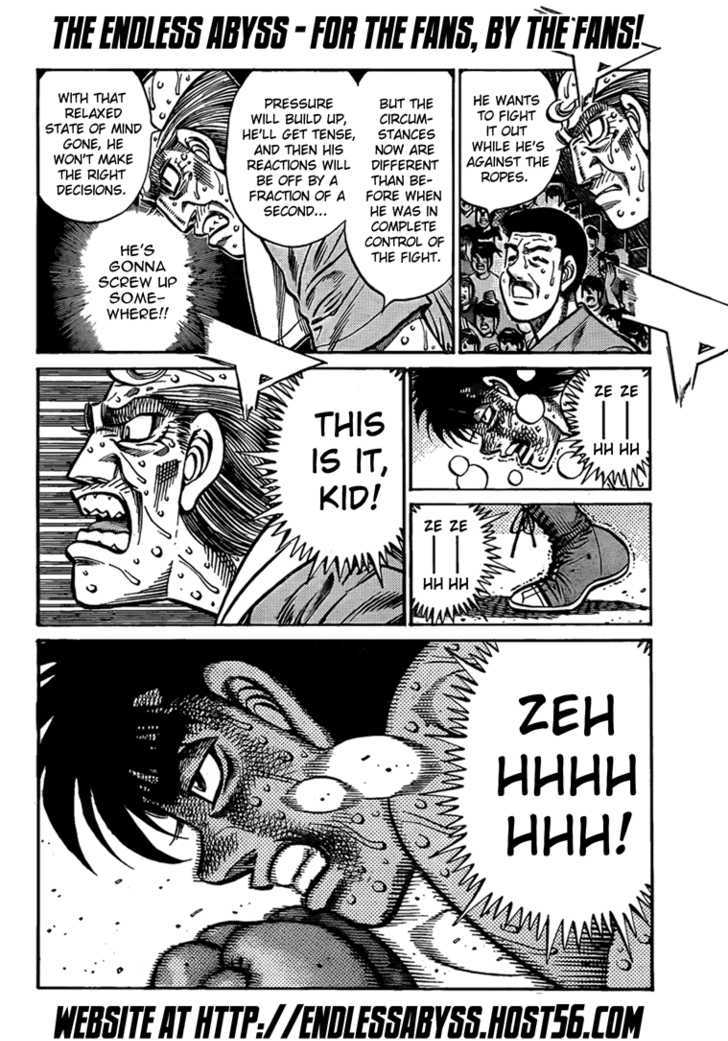 THE ENDLESS ABYSS - FOR THE FANS, BY THE FANS!
HE WANTS
TO FIGHT
IT OUT
WHILE HE'S
AGAINST
THE
ROPES.
BUT THE
CIRCUM-
STANCES
NOW ARE
DIFFERENT
THAN BE-
FORE WHEN
HE WAS IN
COMPLETE
CONTROL OF
THE FIGHT.
PRESSURE
WILL BUILD UP,
HE'LL GET TENSE,
AND THEN HIS
REACTIONS WILL
BE OFF BY A
FRACTION OF A
SECOND...
WITH THAT
RELAXED
STATE OF MIND
GONE, HE
WON'T MAKE
THE RIGHT
DECISIONS.
HE'S
GONNA
SCREW UP
SOME-
WHERE!!
ZE ZE
| |
HH HH
ZE ZE
| |
HH HH
THIS
IS IT,
KID!
ZEH
HHHH
HHH!
WEBSITE AT HTTP://ENDLESSABYSS.HOST56.COM